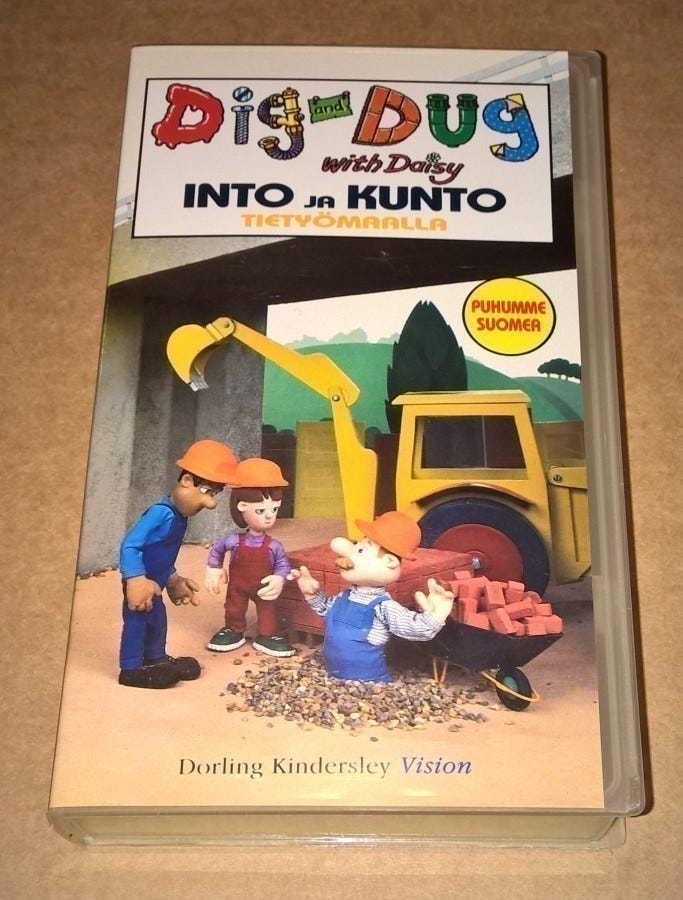 Dig and Dug
with Daisy
INTO JA KUNTO
TIETYÖMAALLA
PUHUMME
SUOMEA
Dorling Kindersley Vision